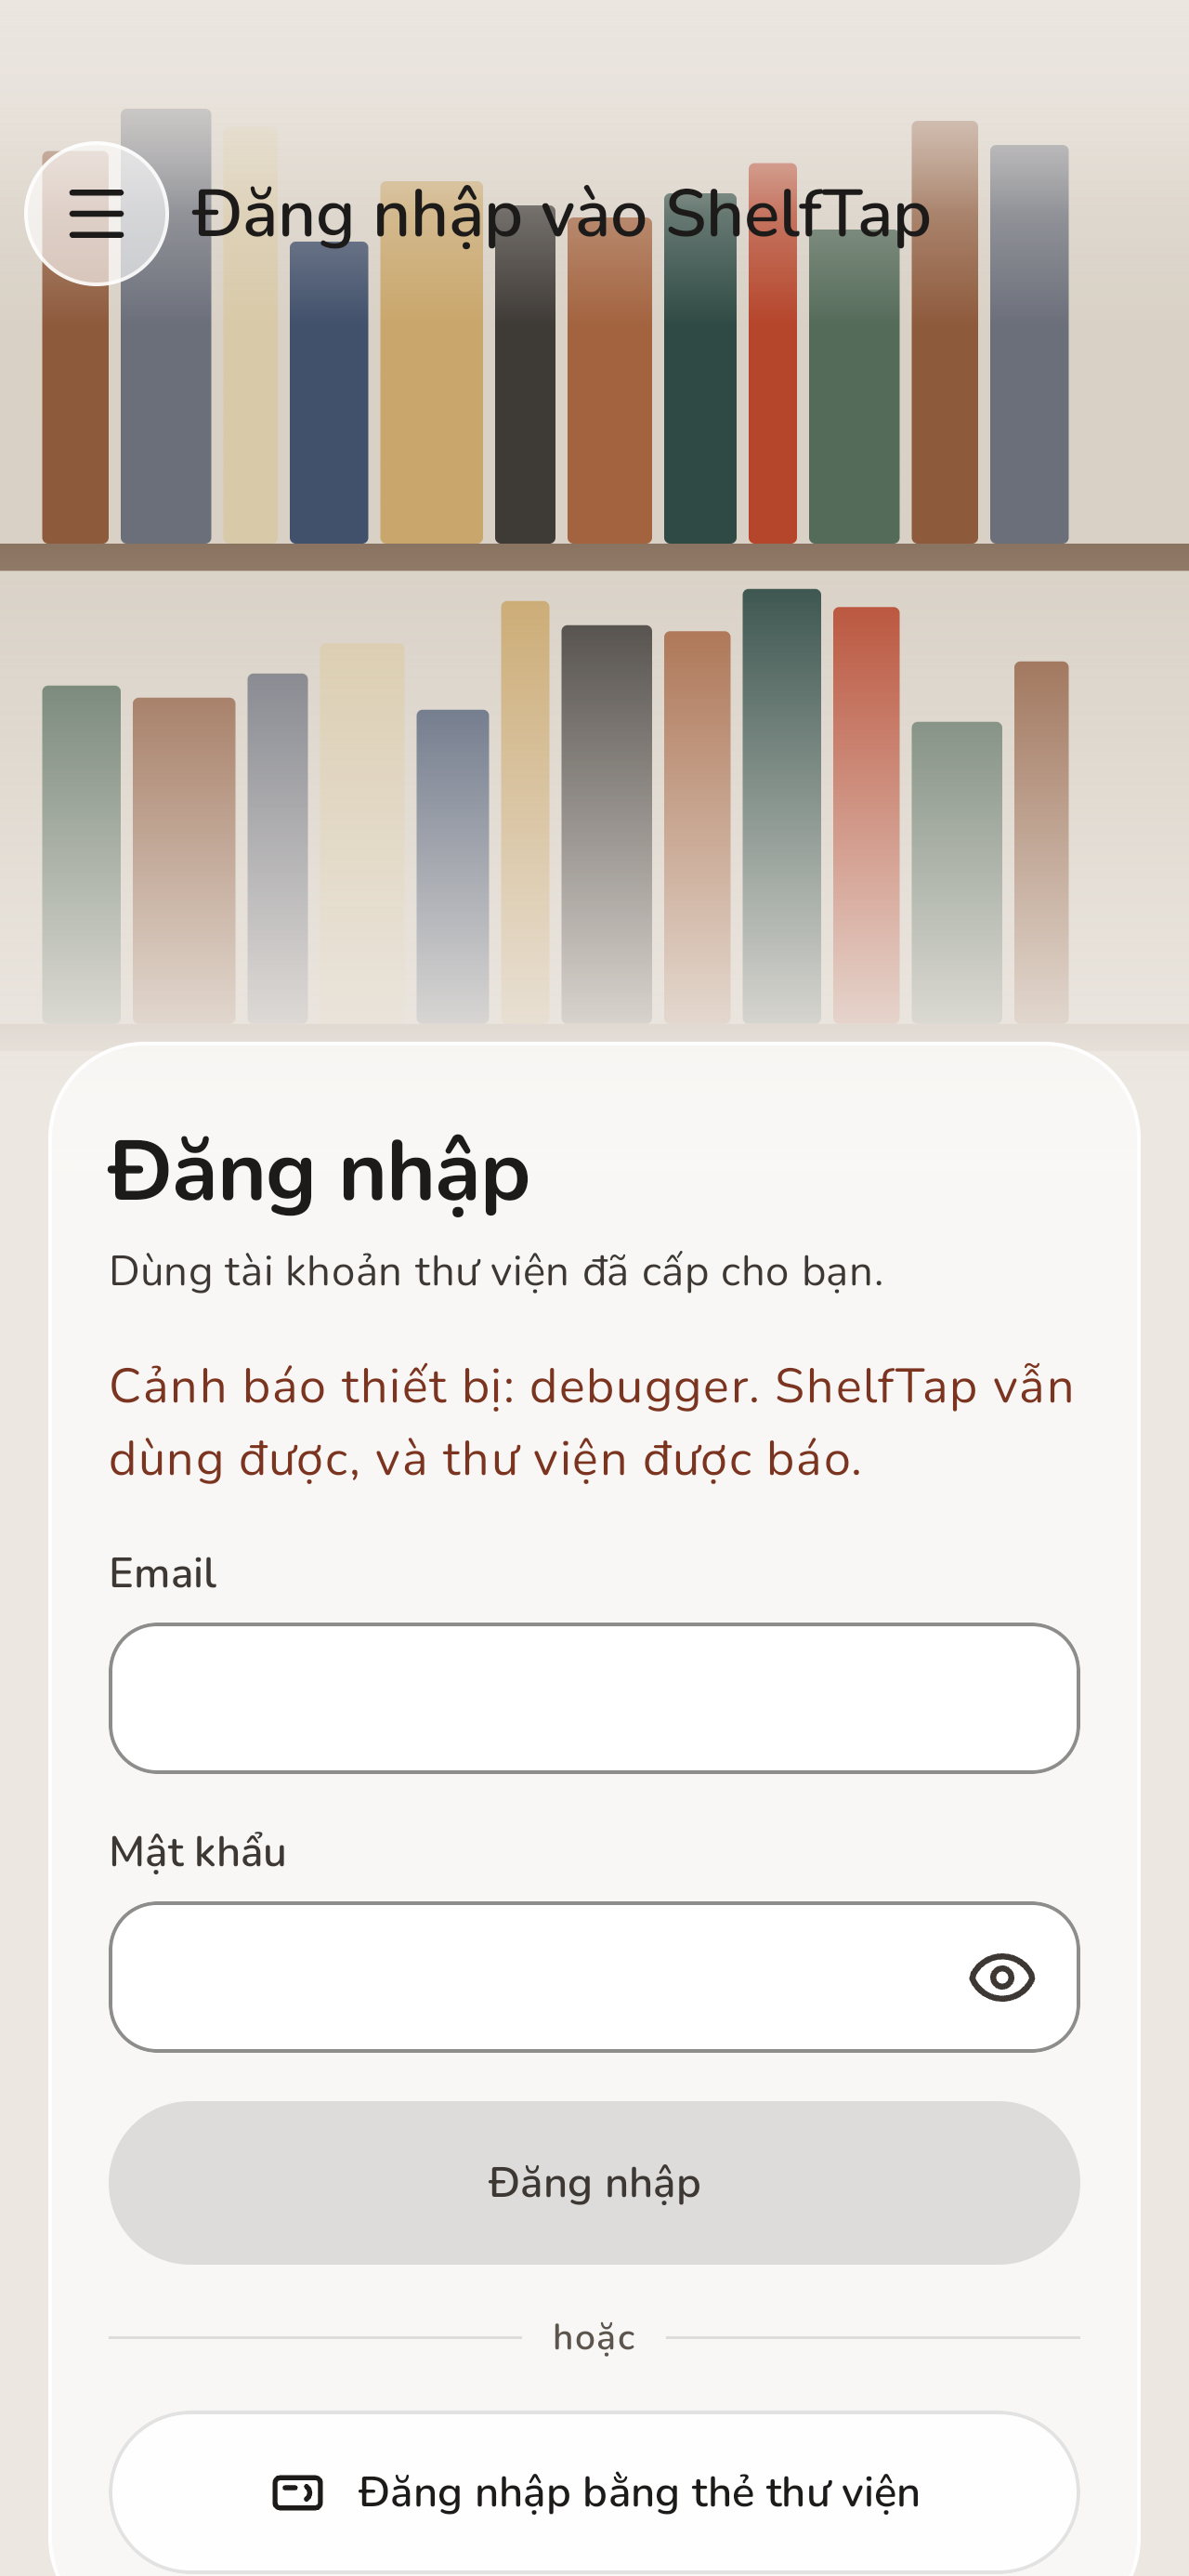 Đăng nhập vào ShelfTap
Đăng nhập
Dùng tài khoản thư viện đã cấp cho bạn.
Cảnh báo thiết bị: debugger. ShelfTap vẫn
dùng được, và thư viện được báo.
Email
Mật khẩu
Đăng nhập
hoặc
Đăng nhập bằng thẻ thư viện